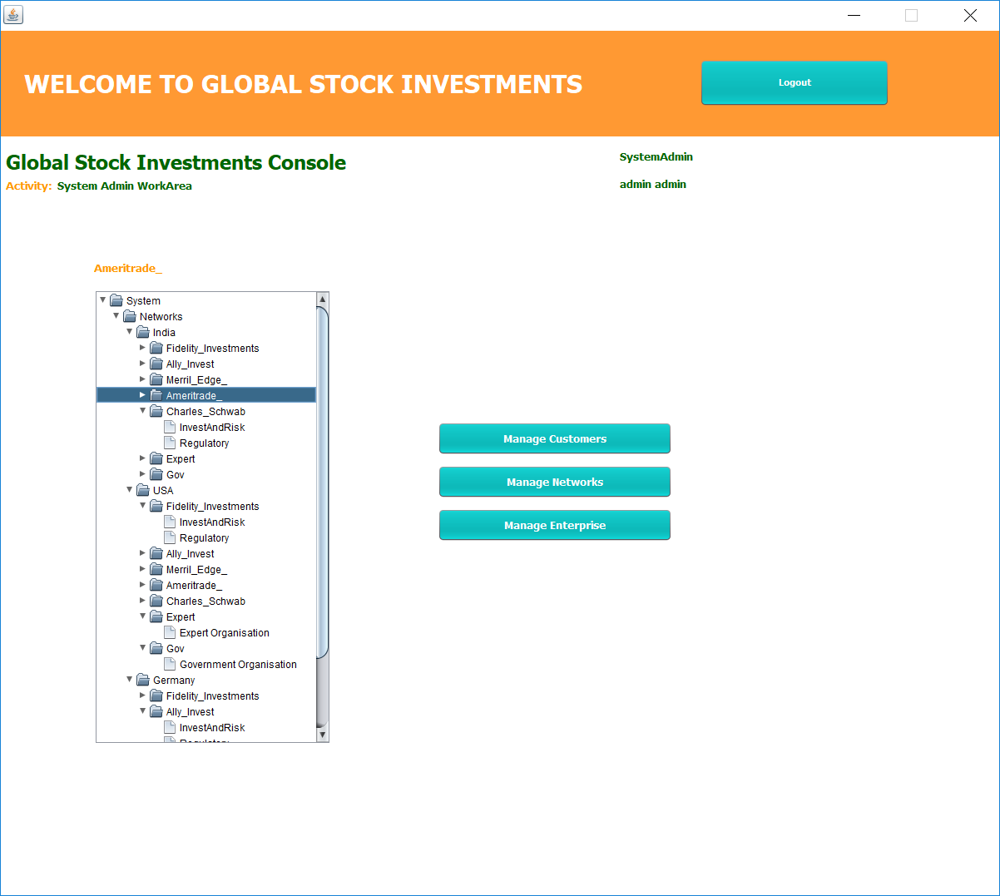 WELCOME TO GLOBAL STOCK INVESTMENTS
Logout
Global Stock Investments Console
SystemAdmin
Activity: System Admin WorkArea
admin admin
Ameritrade_
System
Networks
India
Fidelity_Investments
Ally_Invest
Merril_Edge_
Ameritrade_
Charles_Schwab
InvestAndRisk
Regulatory
Expert
Gov
USA
Fidelity_Investments
InvestAndRisk
Regulatory
Ally_Invest
Merril_Edge_
Ameritrade_
Charles_Schwab
Expert
Expert Organisation
Gov
Government Organisation
Germany
Fidelity_Investments
Ally_Invest
InvestAndRisk
Regulatory
Manage Customers
Manage Networks
Manage Enterprise